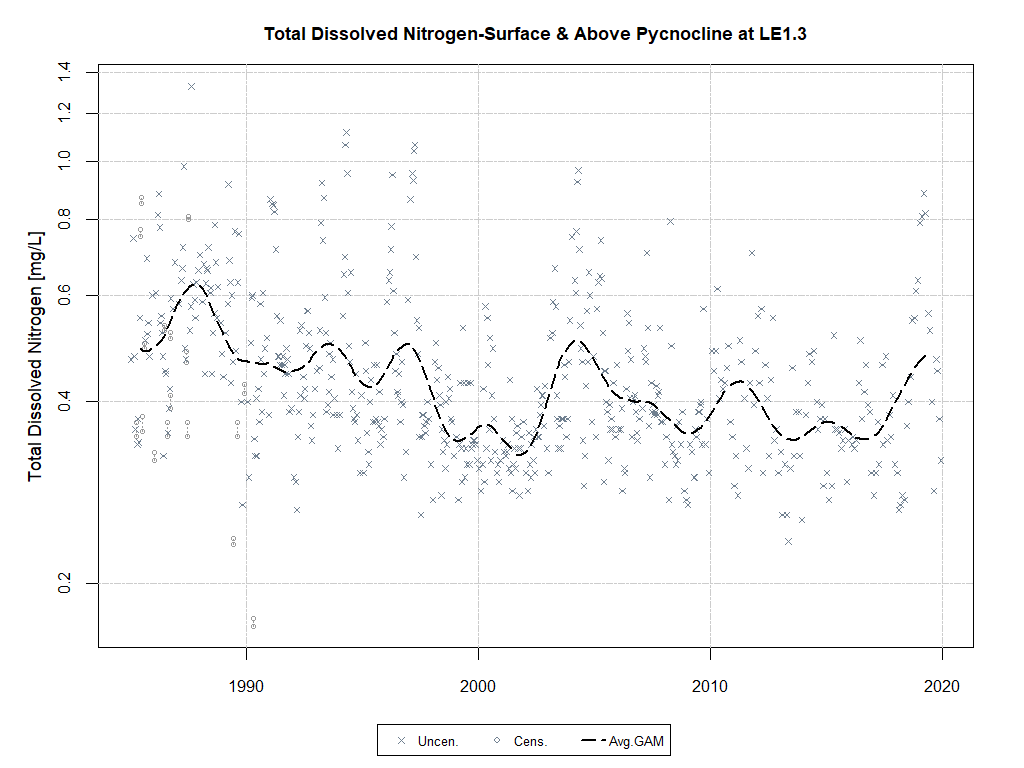 Total Dissolved Nitrogen-Surface & Above Pycnocline at LE1.3
Total Dissolved Nitrogen [mg/L]
1.4
1.2
1.0
0.8
0.6
0.4
0.2
1990 2000 2010 2020
Uncen. Cens. Avg.GAM